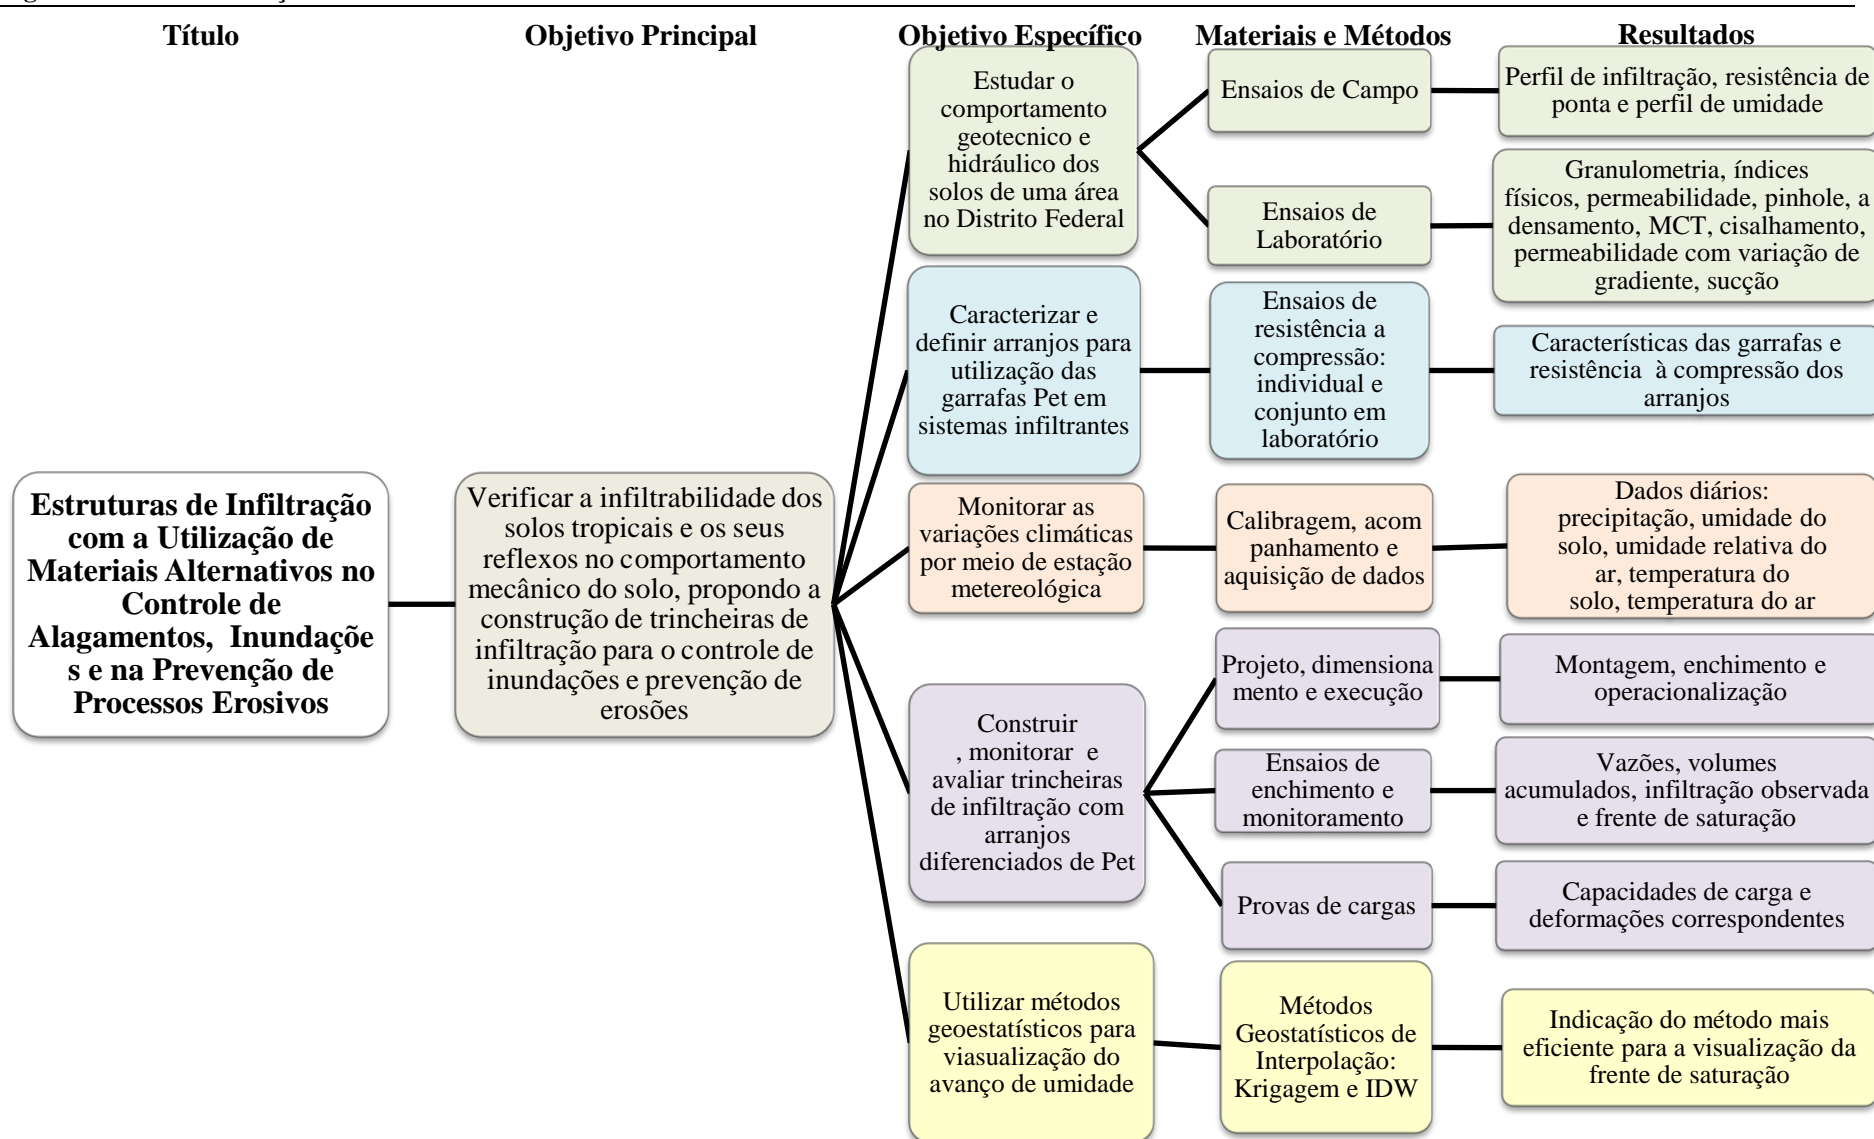 Título
Objetivo Principal
Objetivo Específico
Materiais e Métodos
Resultados
Estruturas de Infiltração
com a Utilização de
Materiais Alternativos no
Controle de
Alagamentos, Inundaçõe
s e na Prevenção de
Processos Erosivos
Verificar a infiltrabilidade dos
solos tropicais e os seus
reflexos no comportamento
mecânico do solo, propondo a
construção de trincheiras de
infiltração para o controle de
inundações e prevenção de
erosões
Estudar o
comportamento
geotecnico e
hidráulico dos
solos de uma área
no Distrito Federal
Ensaios de Campo
Perfil de infiltração, resistência de
ponta e perfil de umidade
Ensaios de
Laboratório
Granulometria, índices
físicos, permeabilidade, pinhole, a
densamento, MCT, cisalhamento,
permeabilidade com variação de
gradiente, sucção
Caracterizar e
definir arranjos para
utilização das
garrafas Pet em
sistemas infiltrantes
Ensaios de
resistência a
compressão:
individual e
conjunto em
laboratório
Características das garrafas e
resistência à compressão dos
arranjos
Monitorar as
variações climáticas
por meio de estação
metereológica
Calibragem, acom
panhamento e
aquisição de dados
Dados diários:
precipitação, umidade do
solo, umidade relativa do
ar, temperatura do
solo, temperatura do ar
Construir
, monitorar e
avaliar trincheiras
de infiltração com
arranjos
diferenciados de Pet
Projeto, dimensiona
mento e execução
Montagem, enchimento e
operacionalização
Ensaios de
enchimento e
monitoramento
Vazões, volumes
acumulados, infiltração observada
e frente de saturação
Provas de cargas
Capacidades de carga e
deformações correspondentes
Utilizar métodos
geoestatísticos para
viasualização do
avanço de umidade
Métodos
Geostatísticos de
Interpolação:
Krigagem e IDW
Indicação do método mais
eficiente para a visualização da
frente de saturação